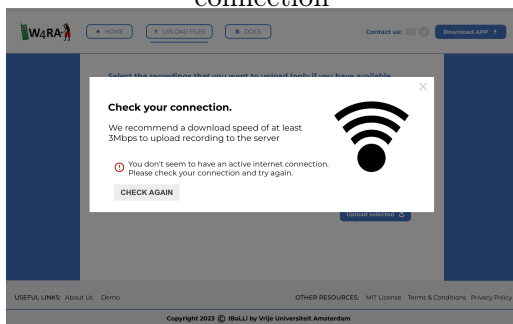 connection
W4RA
HOME
UPLOAD FILES
DOCS
Contact us:
Download APP
Select the recordings that you want to upload (only if you have available
Check your connection.
We recommend a download speed of at least
3Mbps to upload recording to the server
You don't seem to have an active internet connection.
Please check your connection and try again.
CHECK AGAIN
Upload selected
USEFUL LINKS: About Us Demo
OTHER RESOURCES: MIT License Terms & Conditions Privacy Policy
Copyright 2023 © IBaLLi by Vrije Universiteit Amsterdam